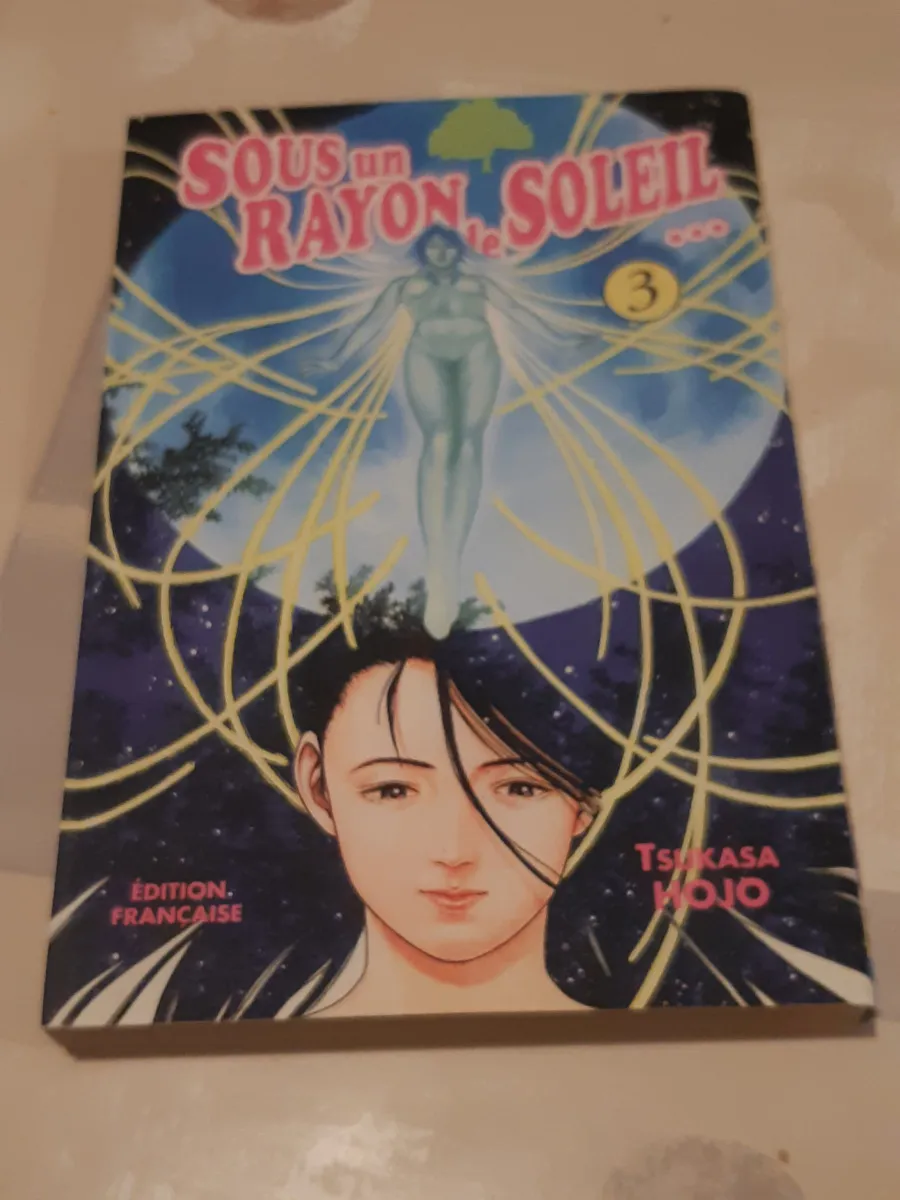 SOUS un
RAYON de SOLEIL
...
3
TSUKASA
HOJO
ÉDITION
FRANÇAISE